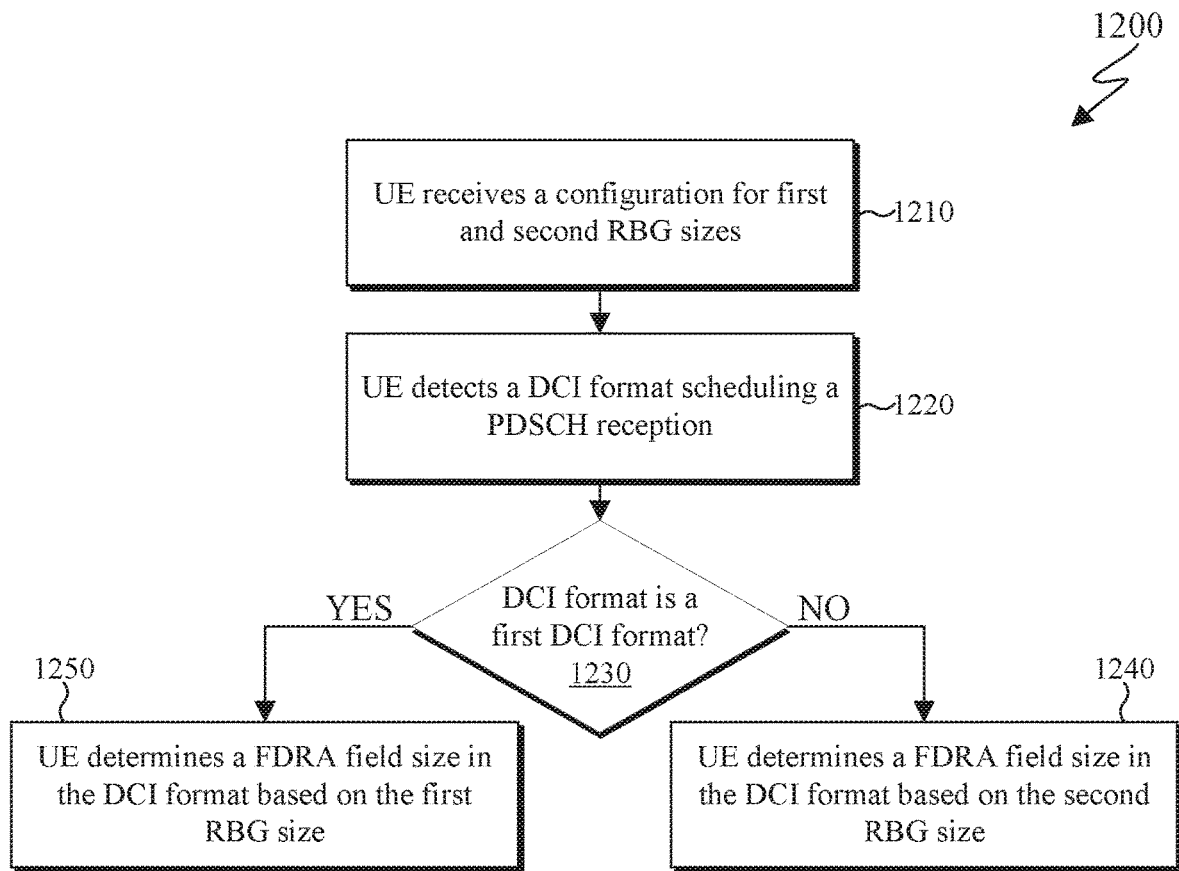 1200
UE receives a configuration for first
and second RBG sizes
1210
UE detects a DCI format scheduling a
PDSCH reception
1220
DCI format is a
first DCI format?
1230
YES
NO
1250
UE determines a FDRA field size in
the DCI format based on the first
RBG size
1240
UE determines a FDRA field size in
the DCI format based on the second
RBG size